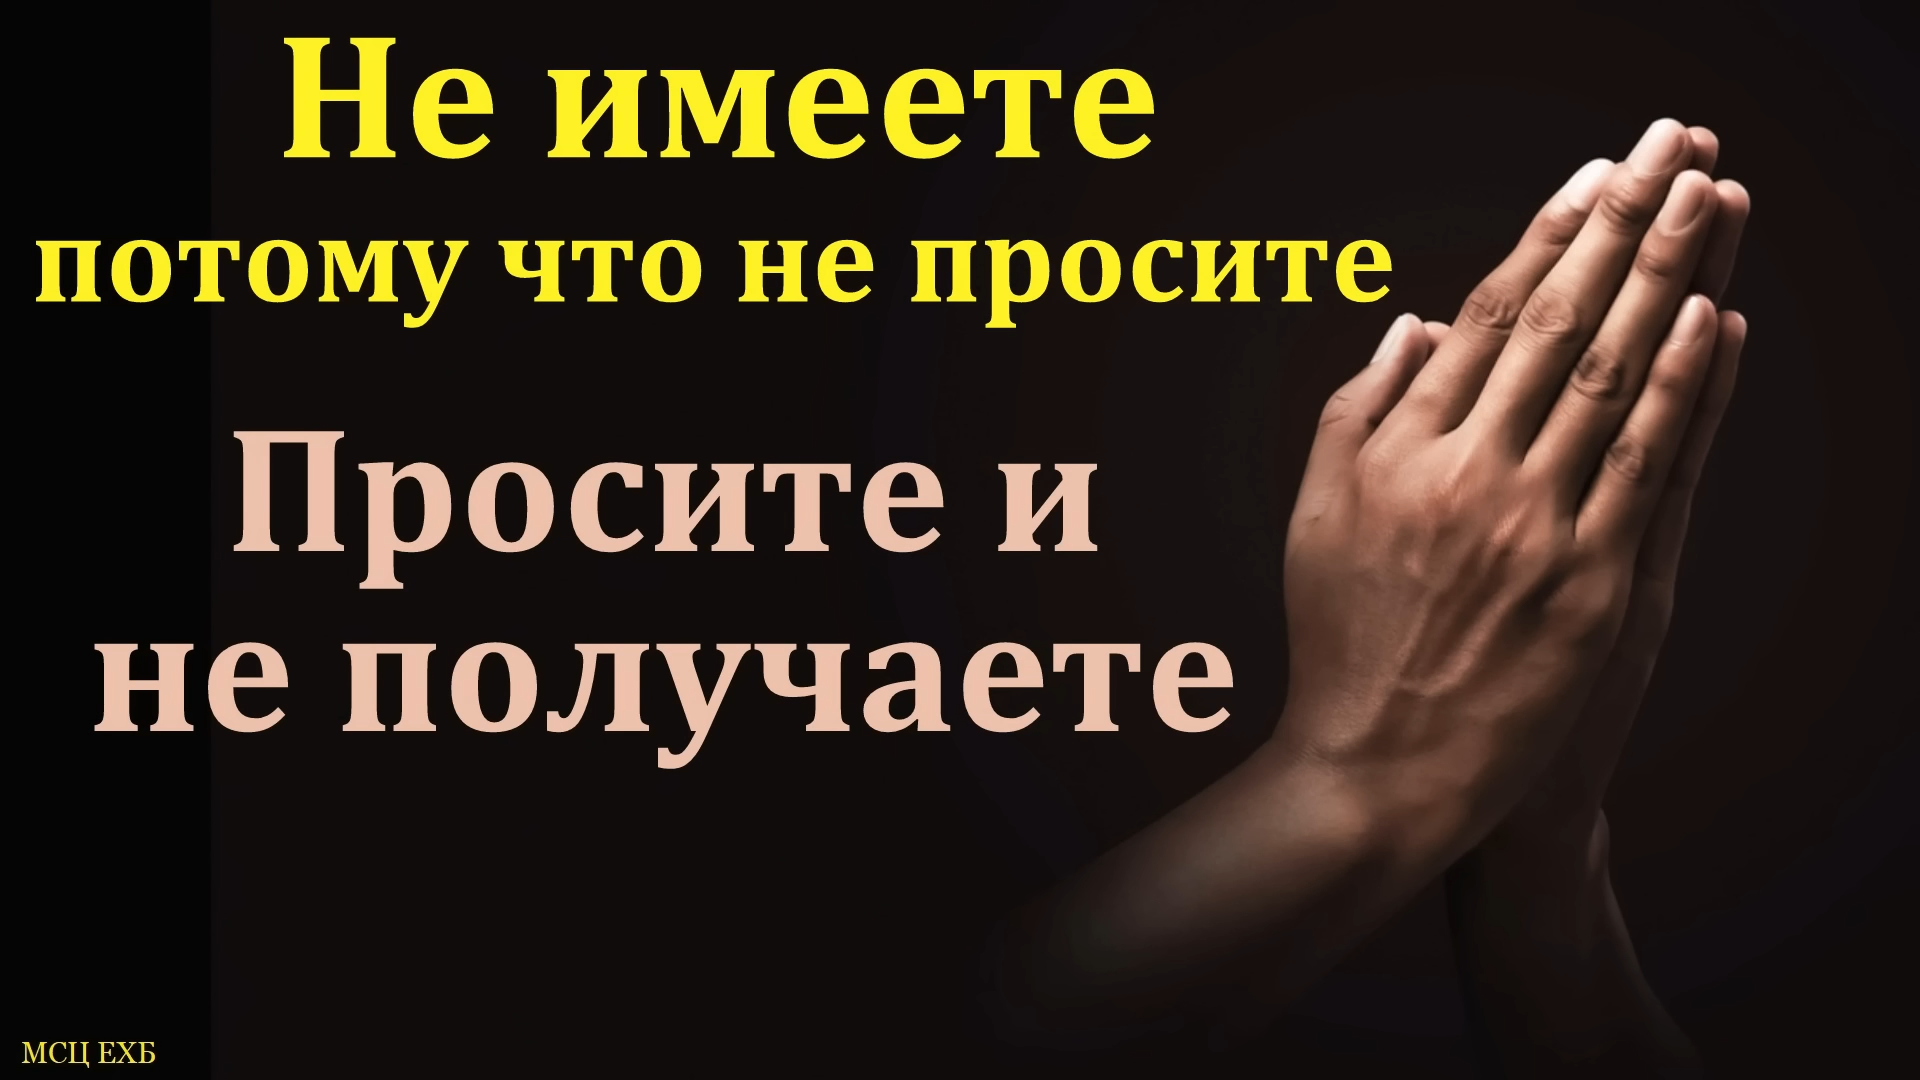 Не имеете
потому что не просите
Просите и
не получаете
МСЦ ЕХБ